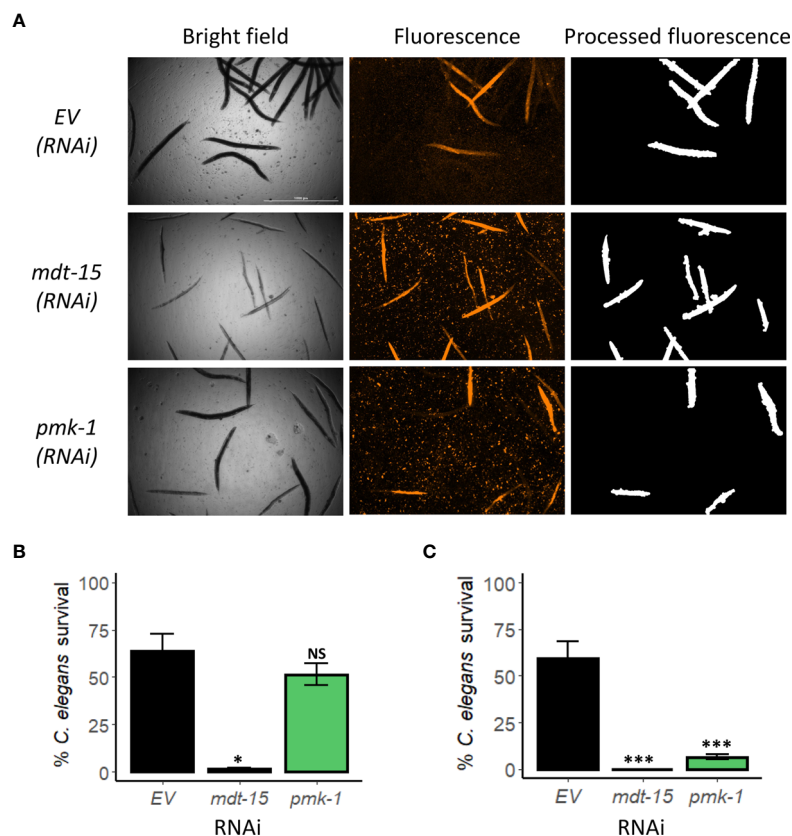 A
Bright field Fluorescence Processed fluorescence
EV
(RNAi)
mdt-15
(RNAi)
pmk-1
(RNAi)
B
% C. elegans survival
100
75
50
25
0
*
NS
EV mdt-15 pmk-1
RNAi
C
% C. elegans survival
100
75
50
25
0
***
***
EV mdt-15 pmk-1
RNAi